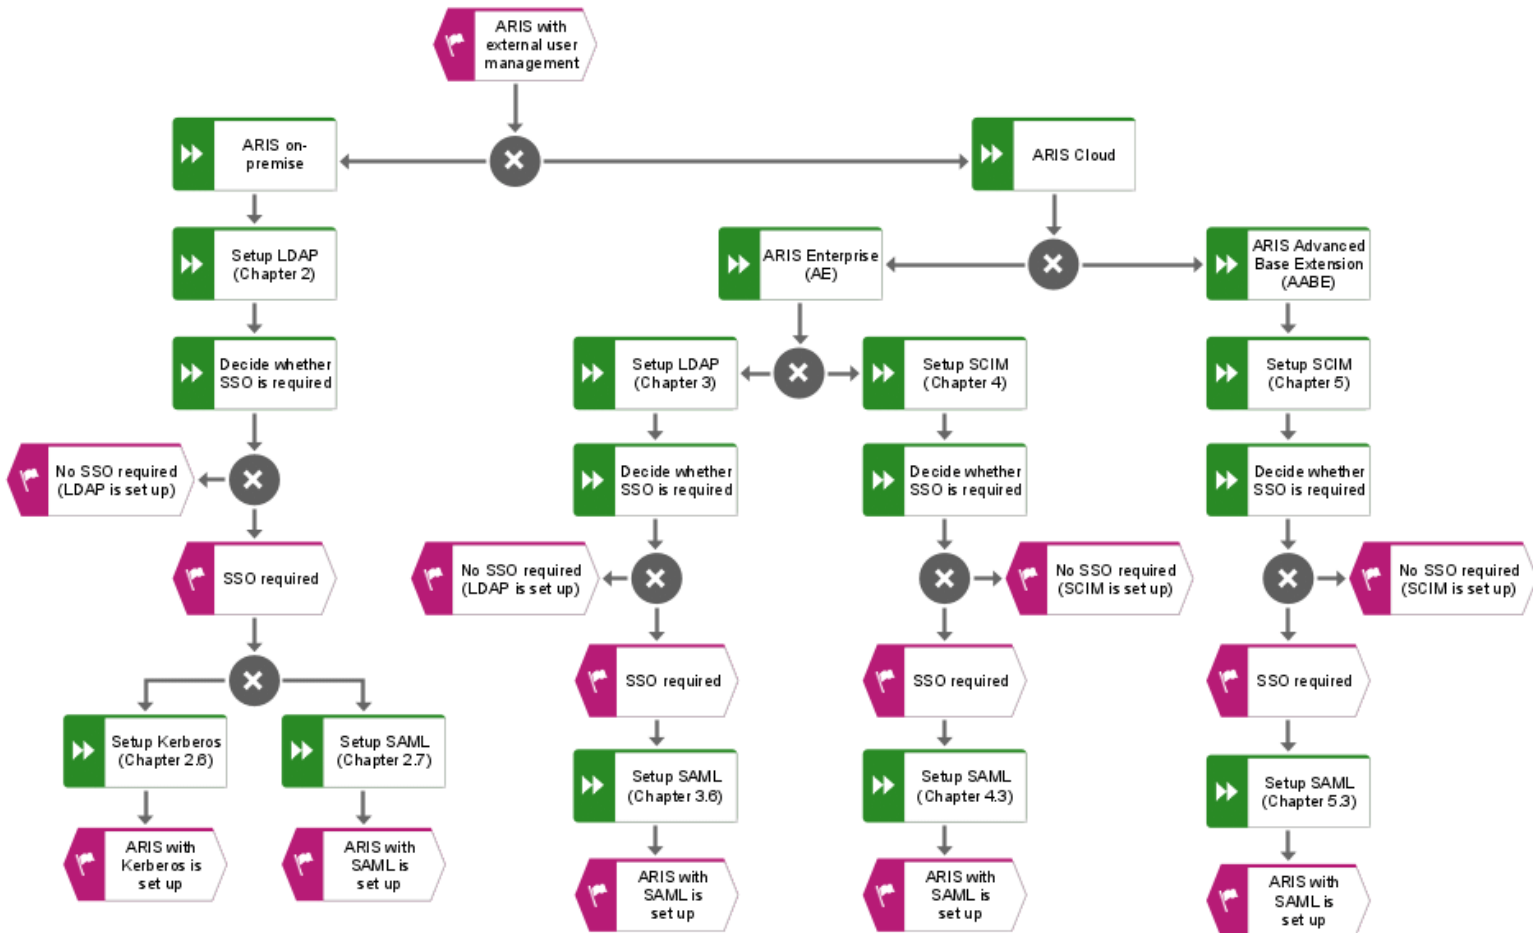 ARIS with
external user
management
ARIS on-
premise
ARIS Cloud
Setup LDAP
(Chapter 2)
ARIS Enterprise
(AE)
ARIS Advanced
Base Extension
(AABE)
Decide whether
SSO is required
Setup LDAP
(Chapter 3)
Setup SCIM
(Chapter 4)
Setup SCIM
(Chapter 5)
No SSO required
(LDAP is set up)
Decide whether
SSO is required
Decide whether
SSO is required
Decide whether
SSO is required
SSO required
No SSO required
(LDAP is set up)
No SSO required
(SCIM is set up)
No SSO required
(SCIM is set up)
SSO required
SSO required
SSO required
Setup Kerberos
(Chapter 2.6)
Setup SAML
(Chapter 2.7)
Setup SAML
(Chapter 3.6)
Setup SAML
(Chapter 4.3)
Setup SAML
(Chapter 5.3)
ARIS with
Kerberos is
set up
ARIS with
SAML is
set up
ARIS with
SAML is
set up
ARIS with
SAML is
set up
ARIS with
SAML is
set up